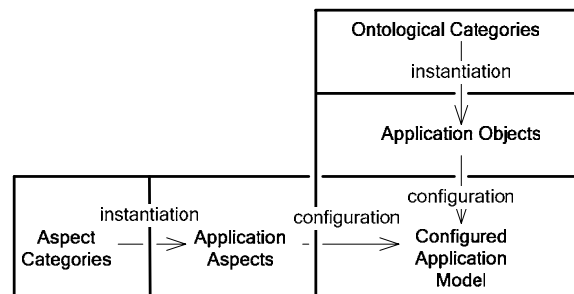 Ontological Categories
instantiation
Application Objects
configuration
instantiation
configuration
Aspect
Categories
Application
Aspects
Configured
Application
Model